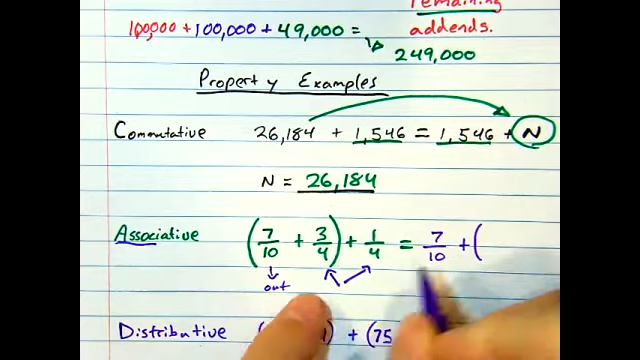 remaining
100,000 + 100,000 + 49,000 = addends.
249,000
Property Examples
Commutative 26,184 + 1,546 = 1,546 + N
N = 26,184
Associative (7/10 + 3/4) + 1/4 = 7/10 + (
out
Distributive ( + (75